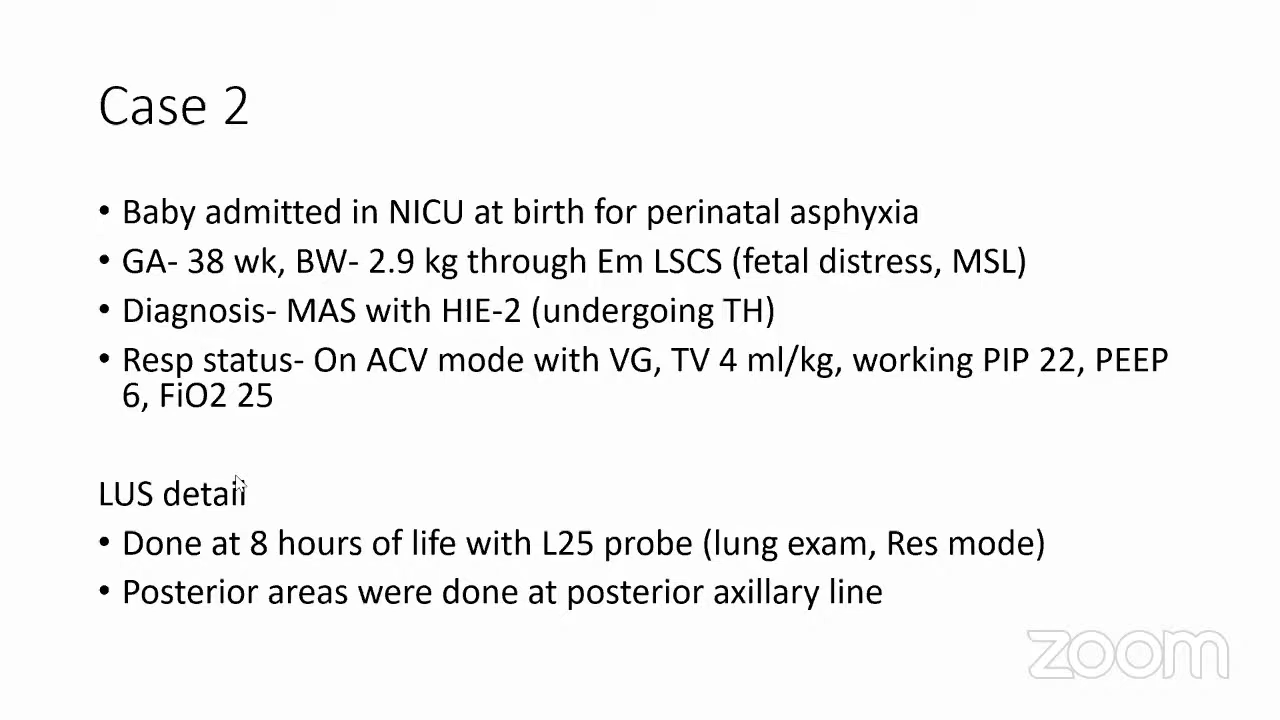 Case 2
• Baby admitted in NICU at birth for perinatal asphyxia
• GA- 38 wk, BW- 2.9 kg through Em LSCS (fetal distress, MSL)
• Diagnosis- MAS with HIE-2 (undergoing TH)
• Resp status- On ACV mode with VG, TV 4 ml/kg, working PIP 22, PEEP
6, FiO2 25
LUS detail
• Done at 8 hours of life with L25 probe (lung exam, Res mode)
• Posterior areas were done at posterior axillary line
zoom